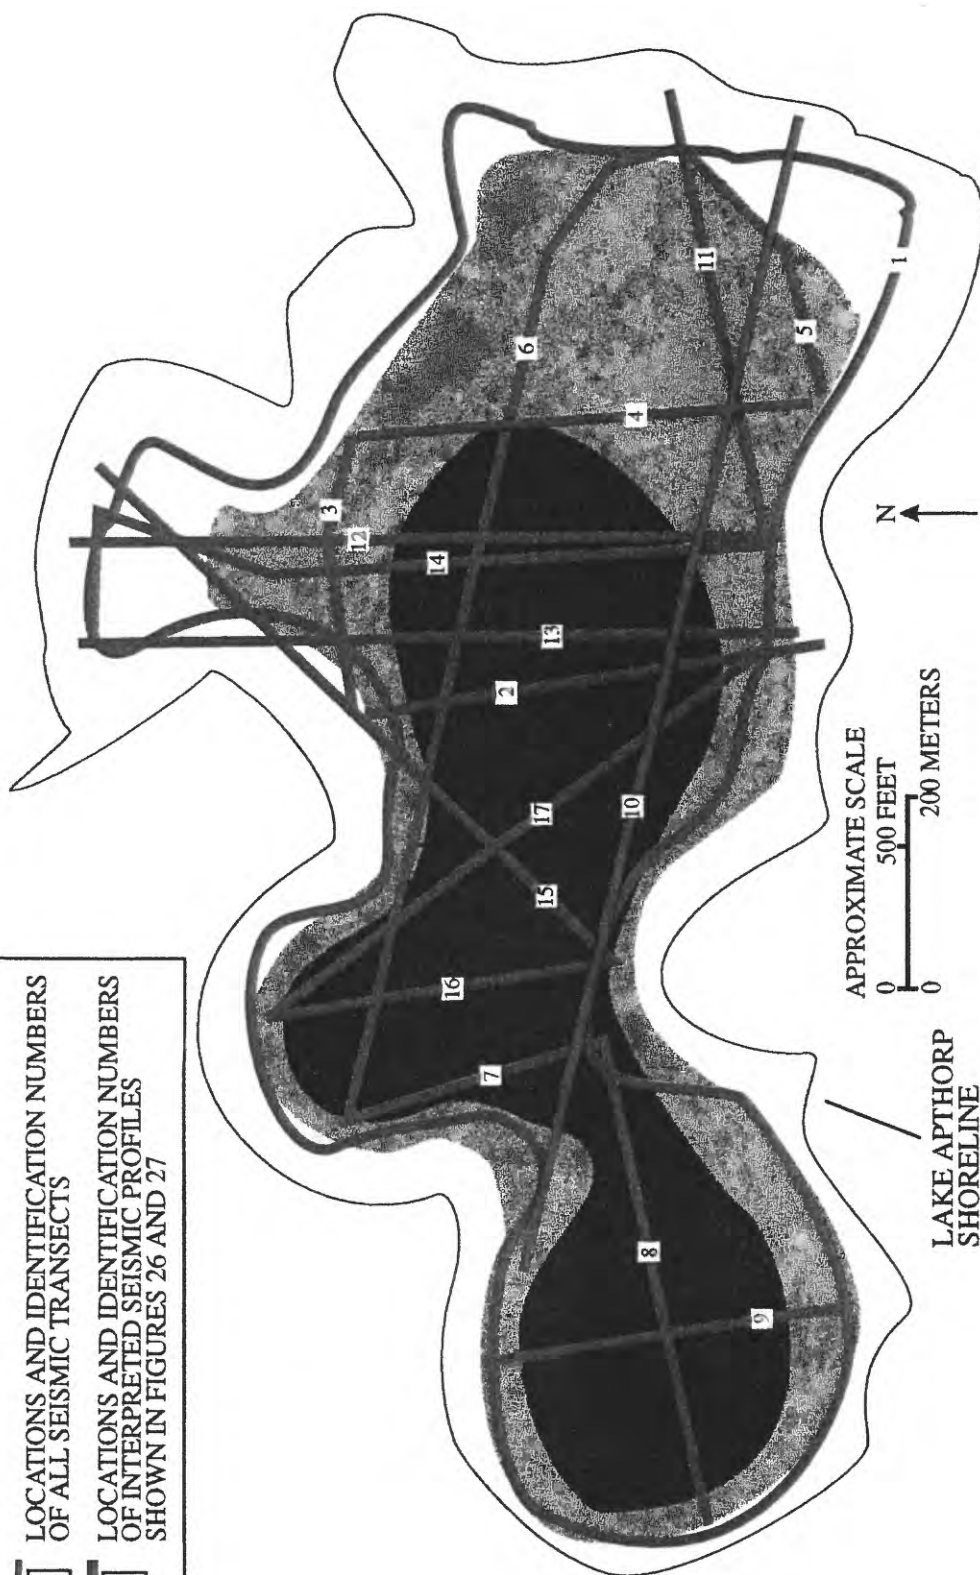 LOCATIONS AND IDENTIFICATION NUMBERS
OF ALL SEISMIC TRANSECTS
LOCATIONS AND IDENTIFICATION NUMBERS
OF INTERPRETED SEISMIC PROFILES
SHOWN IN FIGURES 26 AND 27
1
6
11
5
4
3
12
14
13
2
17
10
15
16
7
8
9
N
APPROXIMATE SCALE
0 500 FEET
0 200 METERS
LAKE APTHORP
SHORELINE